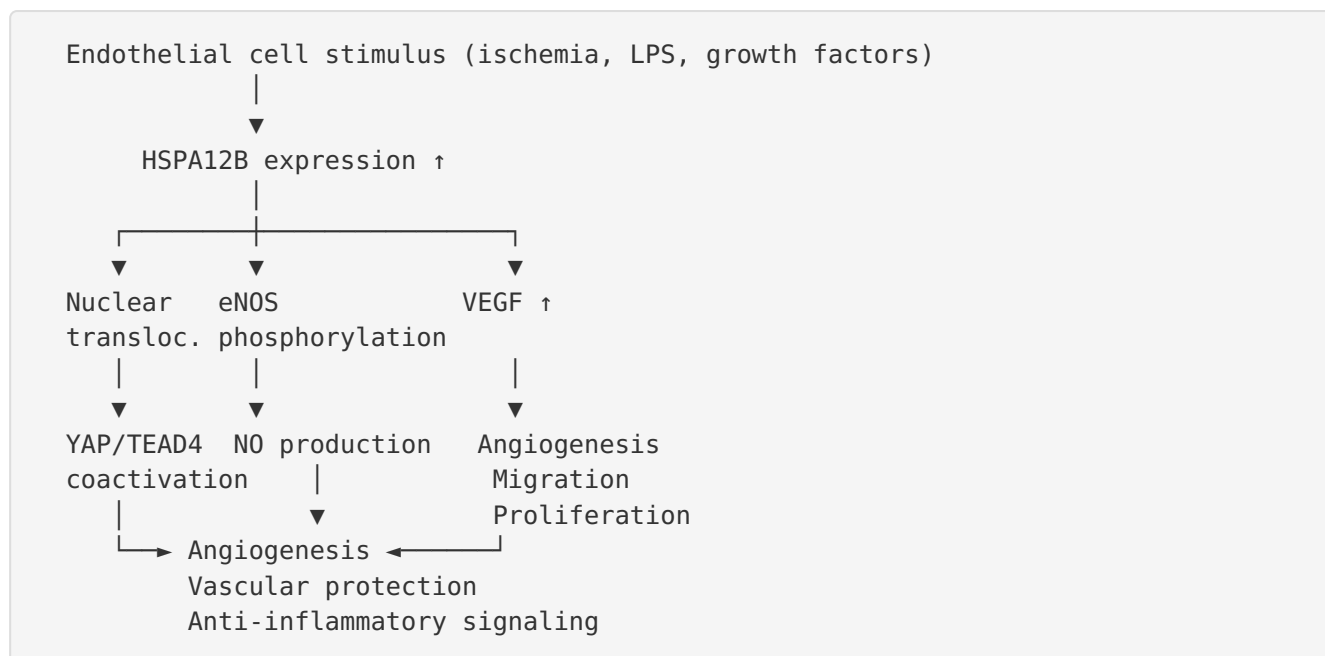 Endothelial cell stimulus (ischemia, LPS, growth factors)
HSPA12B expression ↑
Nuclear eNOS VEGF ↑
transloc. phosphorylation
YAP/TEAD4 NO production Angiogenesis
coactivation Migration
Proliferation
Angiogenesis
Vascular protection
Anti-inflammatory signaling